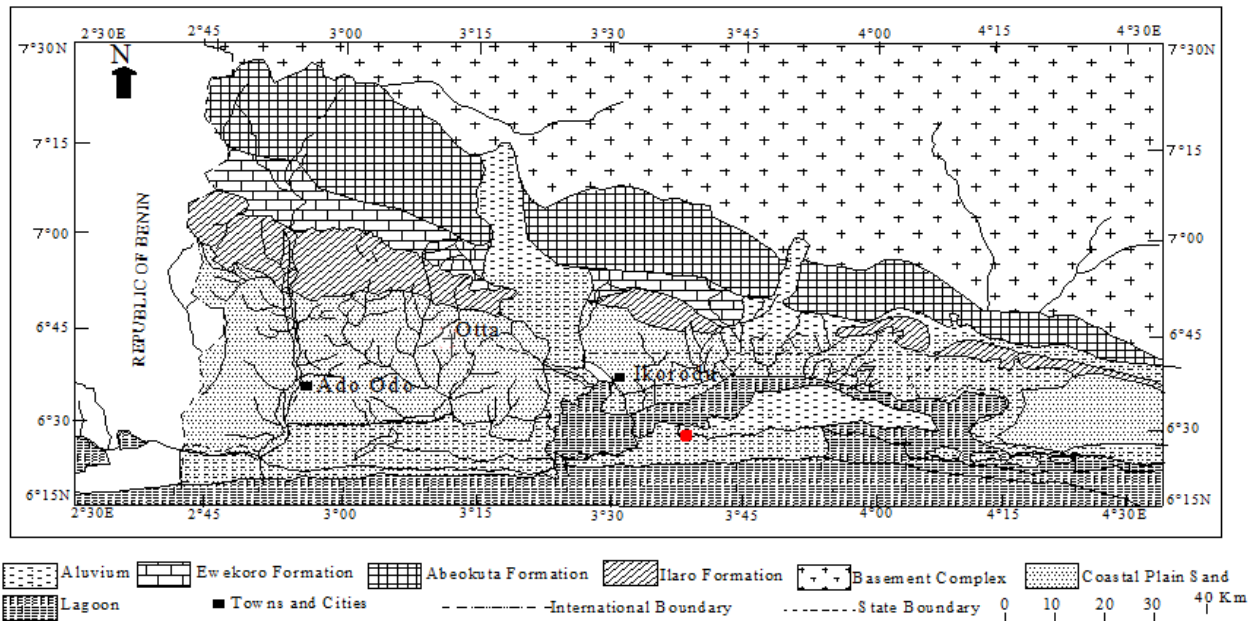 2°30E 2°45 3°00 3°15 3°30 3°45 4°00 4°15 4°30E
7°30N 7°30N
N
7°15 7°15
REPUBLIC OF BENIN
7°00 7°00
6°45 6°45
Otta
Ado Odo Ikorodu
6°30 6°30
6°15N 6°15N
2°30E 2°45 3°00 3°15 3°30 3°45 4°00 4°15 4°30E
Aluvium Ewekoro Formation Abeokuta Formation Ilaro Formation Basement Complex Coastal Plain Sand
Lagoon Towns and Cities International Boundary State Boundary 0 10 20 30 40 Km